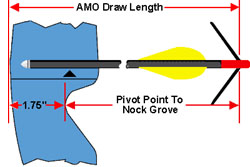 AMO Draw Length
1.75"
Pivot Point To
Nock Grove